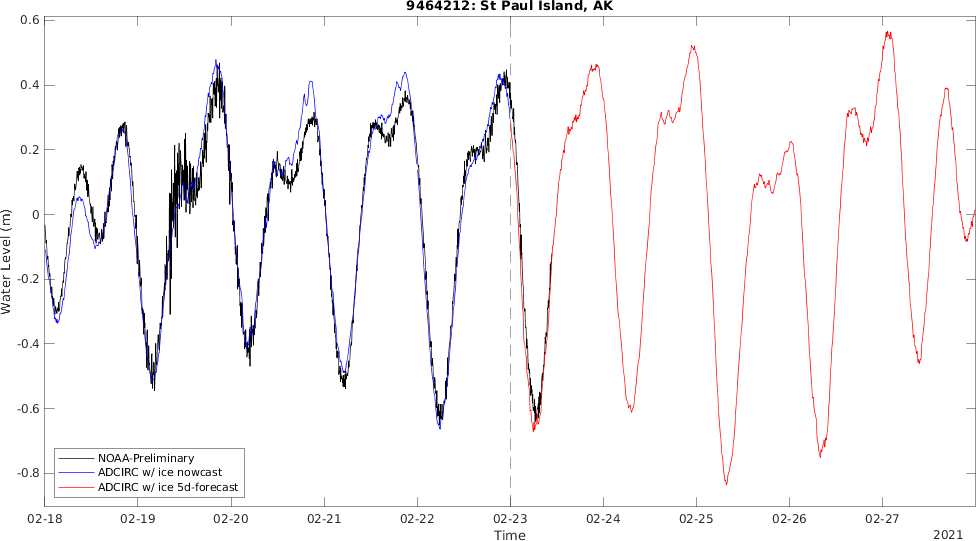 9464212: St Paul Island, AK
0.6
0.4
0.2
0
-0.2
-0.4
-0.6
-0.8
Water Level (m)
NOAA-Preliminary
ADCIRC w/ ice nowcast
ADCIRC w/ ice 5d-forecast
02-18 02-19 02-20 02-21 02-22 02-23 02-24 02-25 02-26 02-27
Time
2021